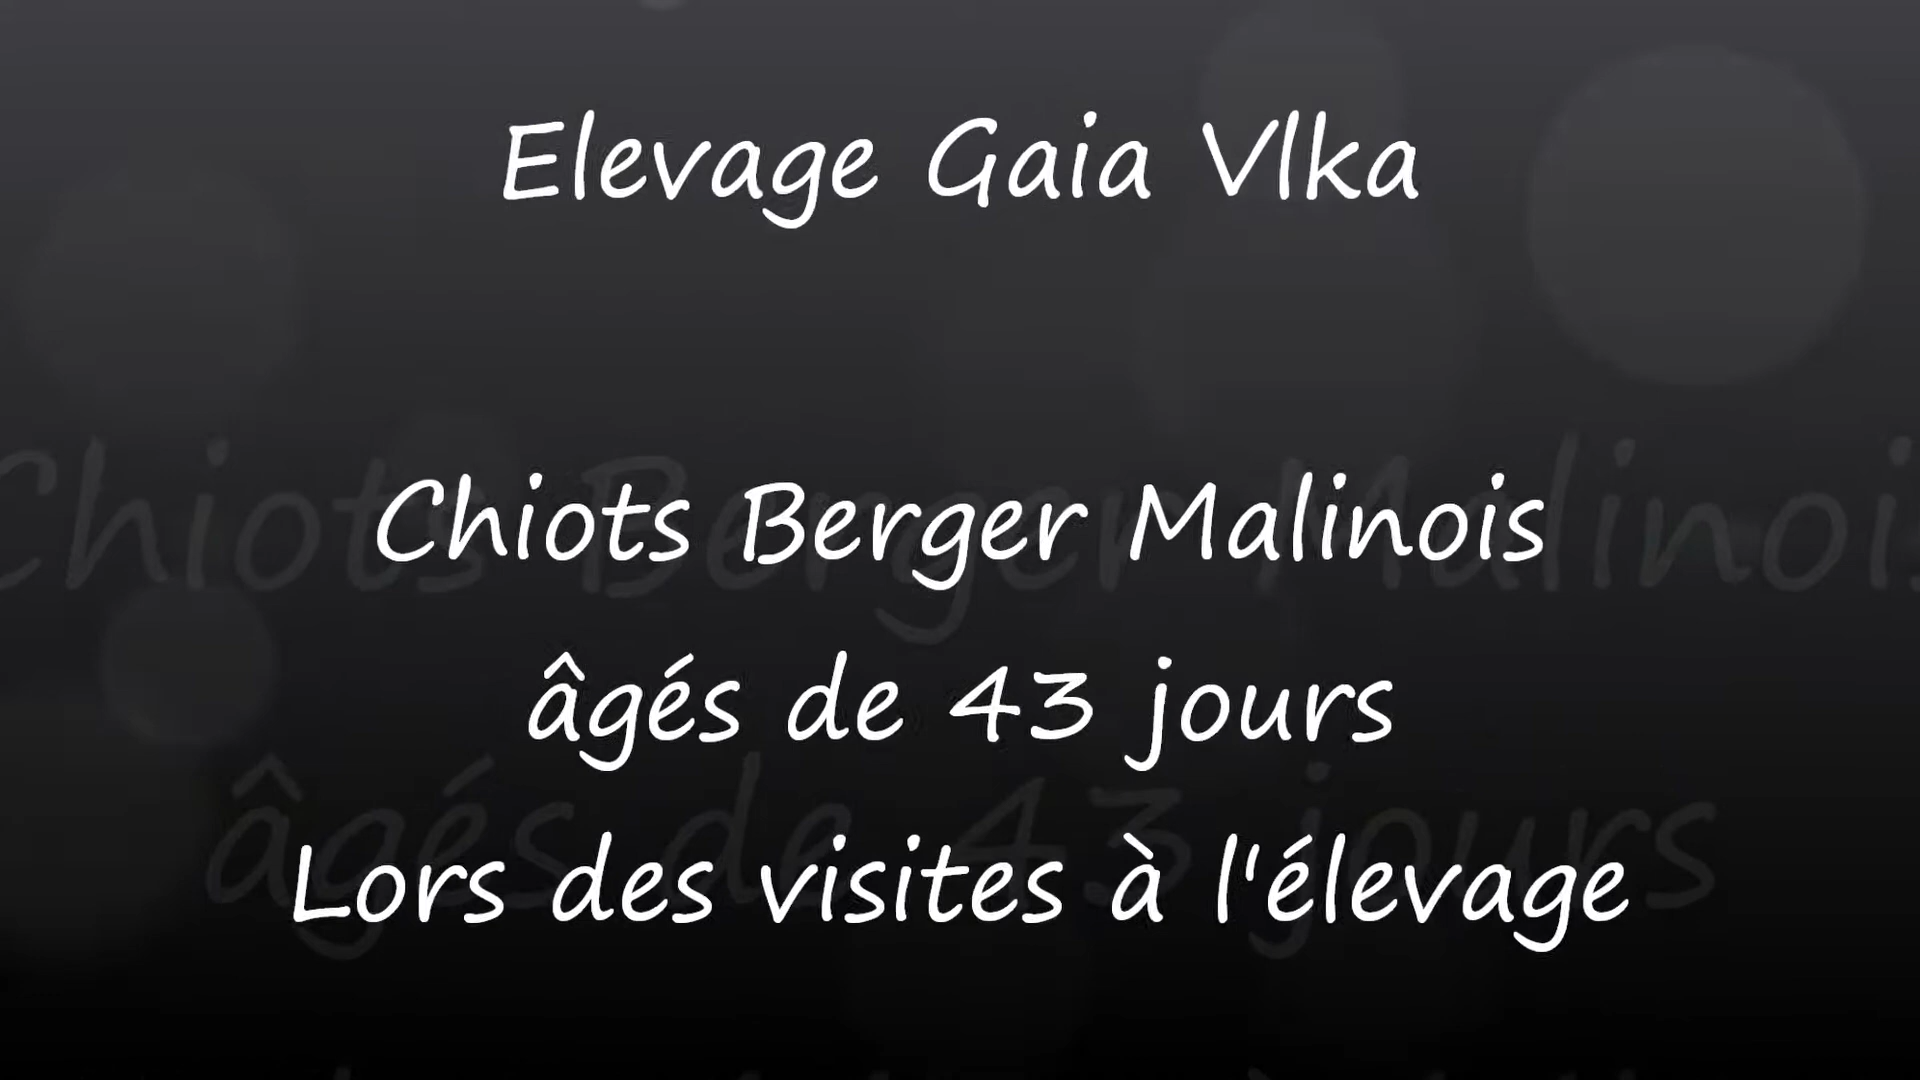 Elevage Gaia Vlka
Chiots Berger Malinois
âgés de 43 jours
Lors des visites à l'élevage